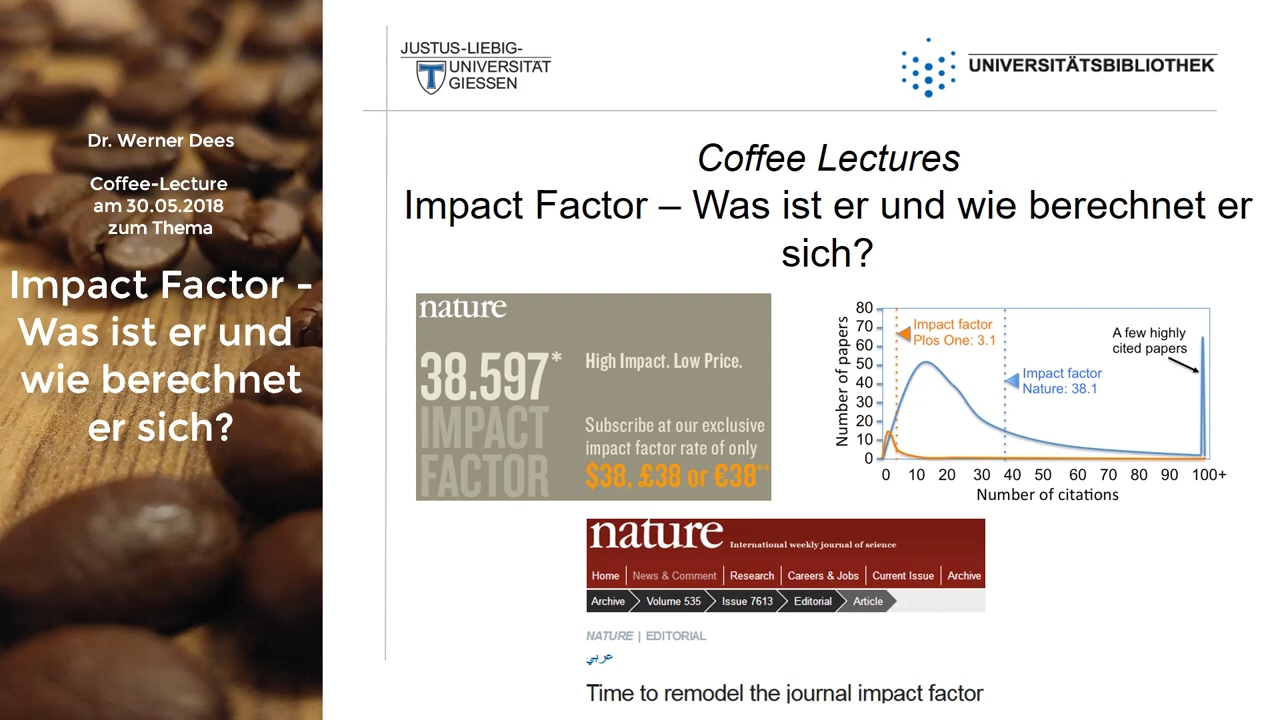 Dr. Werner Dees
Coffee-Lecture
am 30.05.2018
zum Thema
Impact Factor -
Was ist er und
wie berechnet
er sich?
JUSTUS-LIEBIG-
UNIVERSITÄT
GIESSEN
UNIVERSITÄTSBIBLIOTHEK
Coffee Lectures
Impact Factor – Was ist er und wie berechnet er
sich?
nature
38.597*
IMPACT
FACTOR
High Impact. Low Price.
Subscribe at our exclusive
impact factor rate of only
$38, £38 or €38**
Number of papers
80
70
60
50
40
30
20
10
0
Impact factor
Plos One: 3.1
Impact factor
Nature: 38.1
A few highly
cited papers
0 10 20 30 40 50 60 70 80 90 100+
Number of citations
nature International weekly journal of science
Home News & Comment Research Careers & Jobs Current Issue Archive
Archive Volume 535 Issue 7613 Editorial Article
NATURE | EDITORIAL
عربي
Time to remodel the journal impact factor